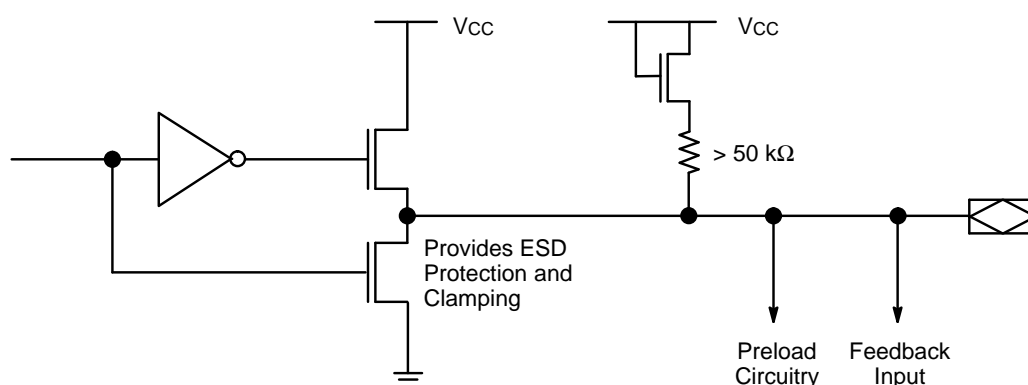 VCC
VCC
> 50 kΩ
Provides ESD
Protection and
Clamping
Preload
Circuitry
Feedback
Input